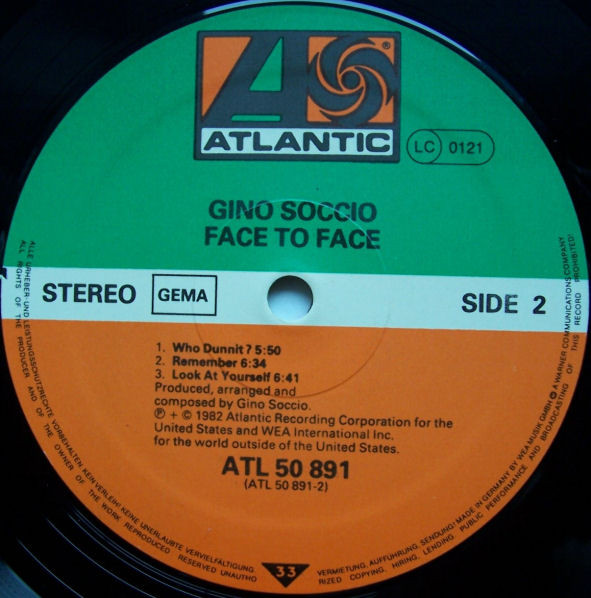 ATLANTIC
®
LC 0121
GINO SOCCIO
FACE TO FACE
STEREO GEMA SIDE 2
1. Who Dunnit? 5:50
2. Remember 6:34
3. Look At Yourself 6:41
Produced, arranged and
composed by Gino Soccio.
℗ + © 1982 Atlantic Recording Corporation for the
United States and WEA International Inc.
for the world outside of the United States.
ATL 50 891
(ATL 50 891-2)
33
ALLE URHEBER UND LEISTUNGSSCHUTZRECHTE VORBEHALTEN. KEIN VERLEIH! KEINE UNERLAUBTE VERVIELFÄLTIGUNG VERMIETUNG, AUFFÜHRUNG, SENDUNG! MADE IN GERMANY BY WEA MUSIK GMBH A WARNER COMMUNICATIONS COMPANY
ALL RIGHTS OF THE PRODUCER AND OF THE OWNER OF THE WORK REPRODUCED RESERVED UNAUTHO RIZED COPYING, HIRING, LENDING PUBLIC PERFORMANCE AND BROADCASTING OF THIS RECORD PROHIBITED!